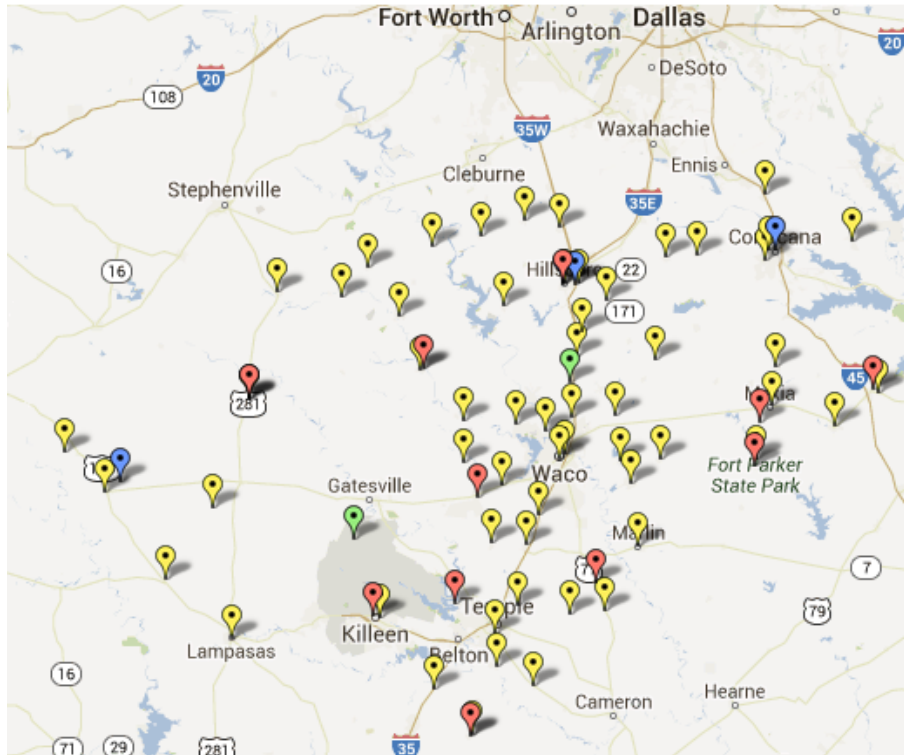 Fort Worth
Dallas
Arlington
20
20
DeSoto
108
35W
Waxahachie
Cleburne
Ennis
Stephenville
35E
16
22
171
45
281
Waco
Fort Parker
State Park
Gatesville
Marlin
7
79
Temple
Killeen
Belton
Lampasas
16
Cameron
Hearne
71
29
281
35